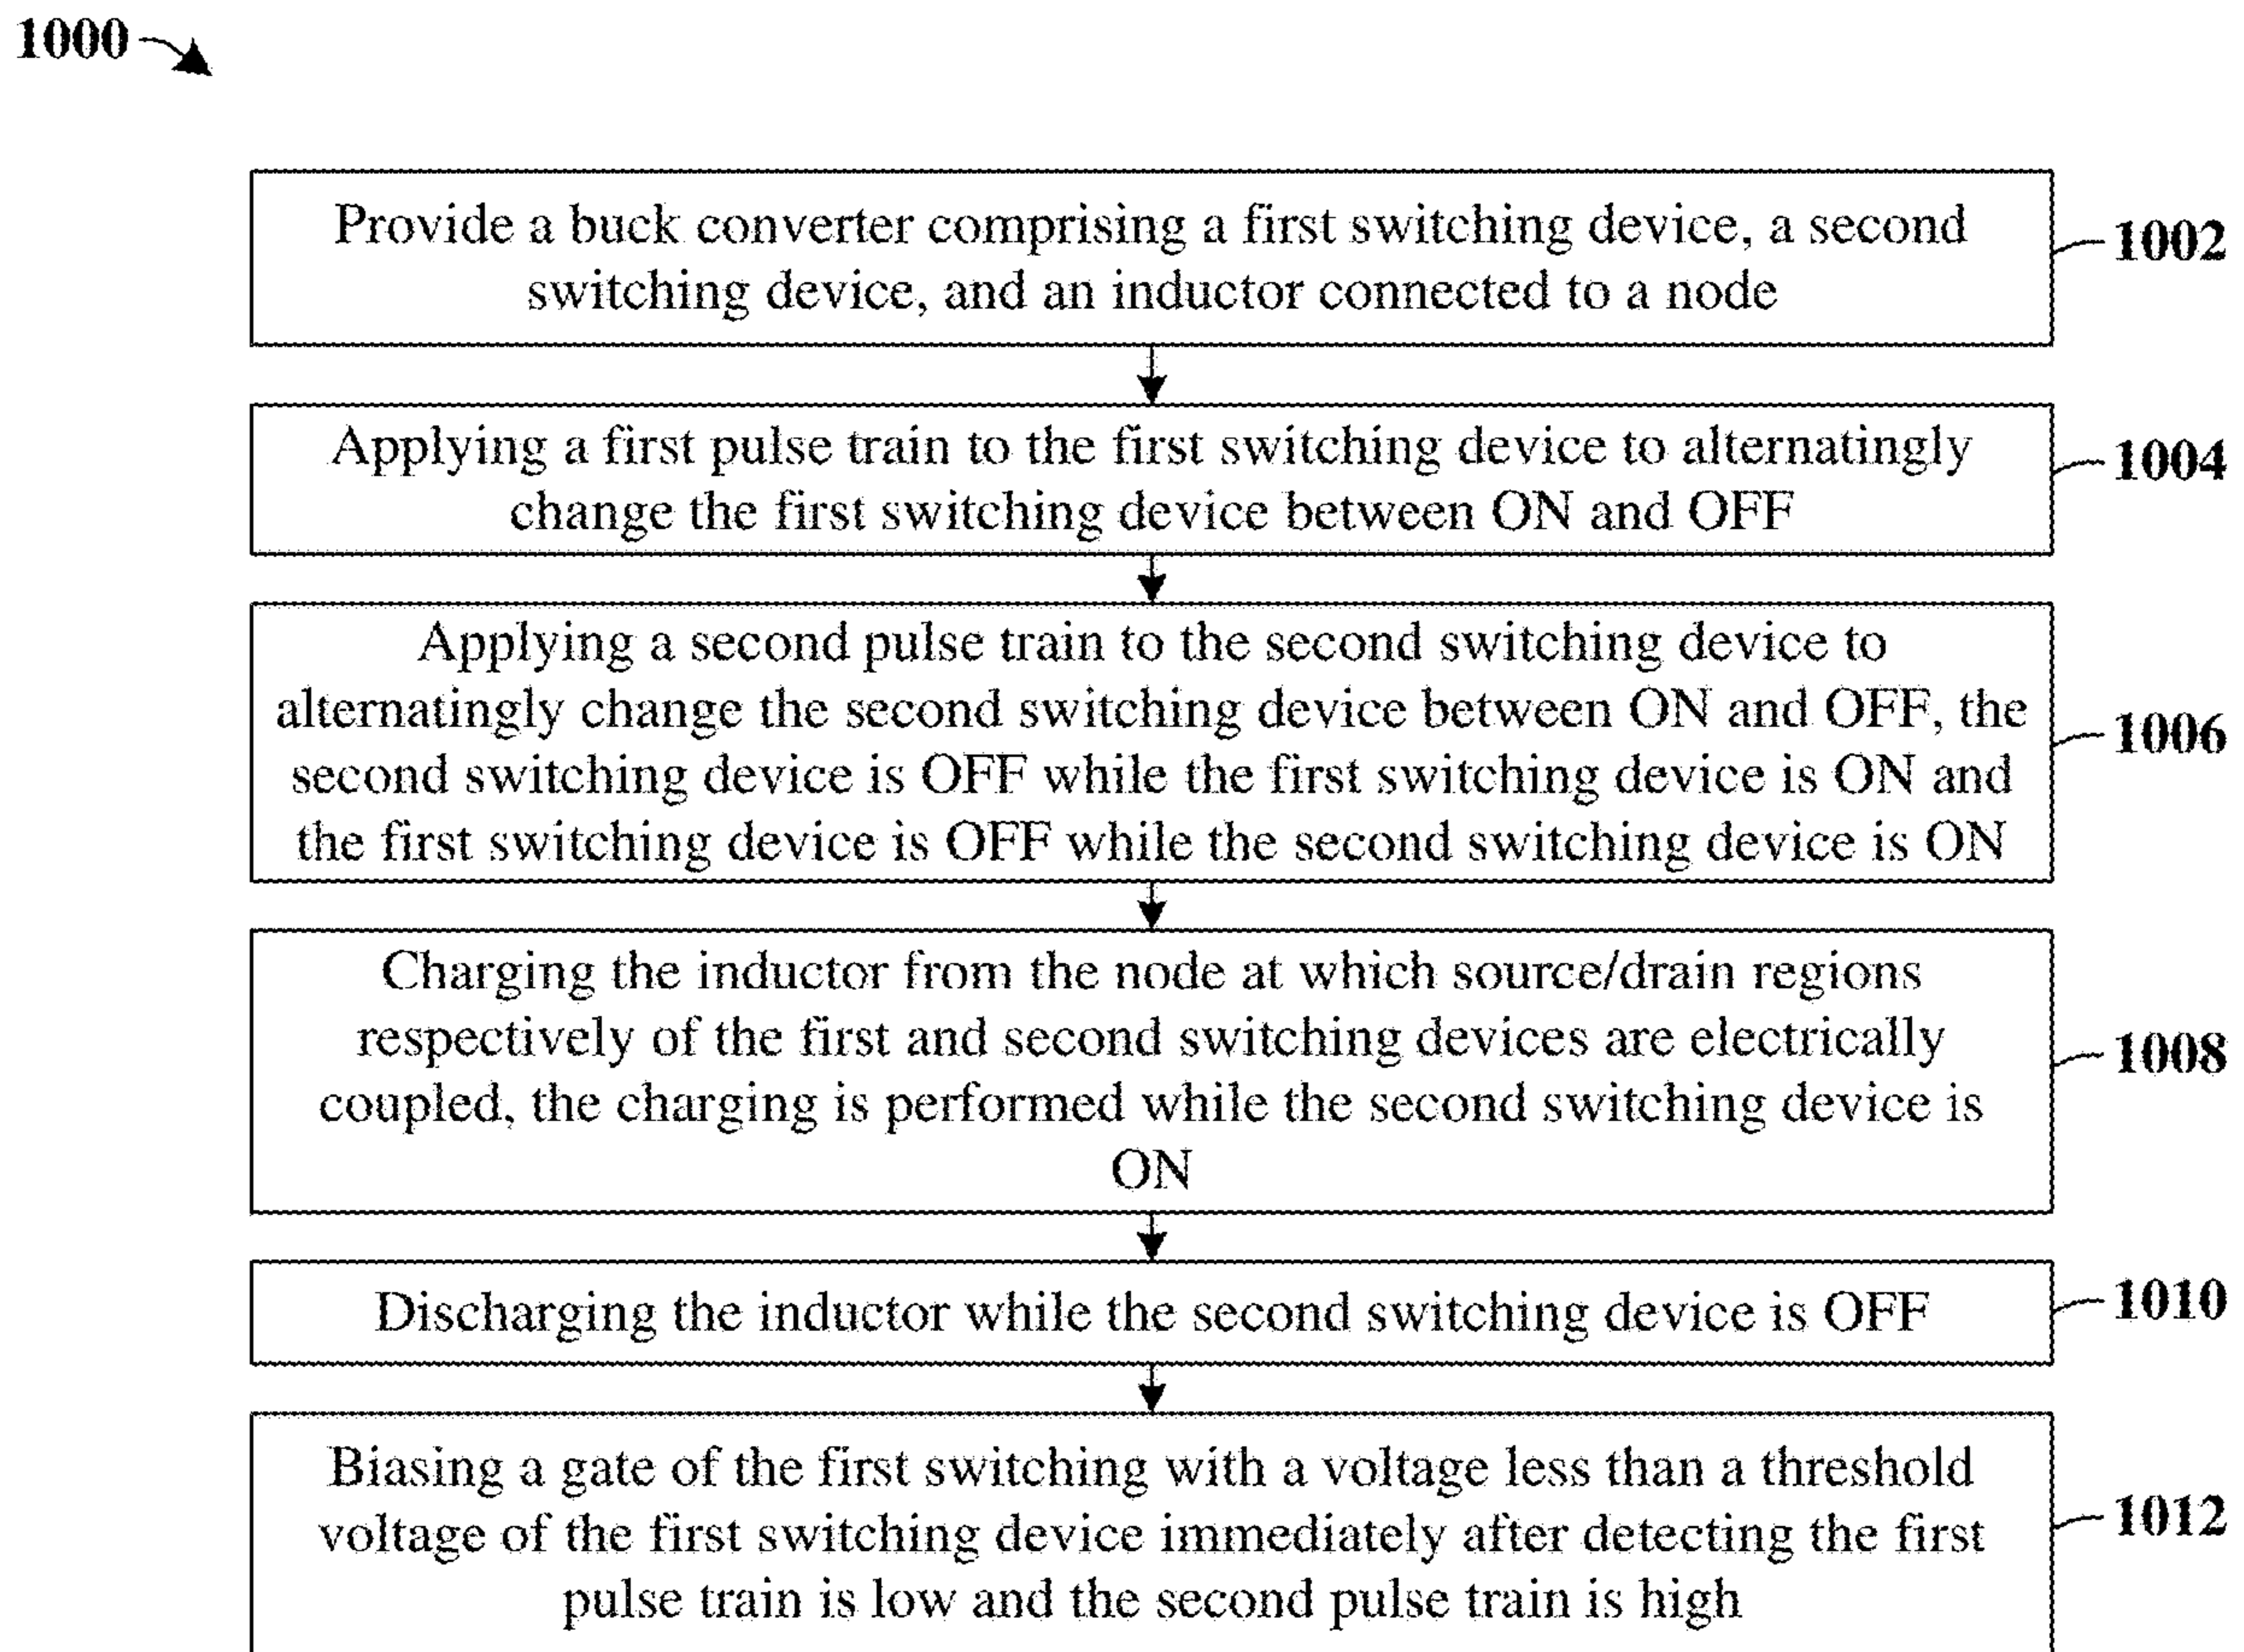 1000
Provide a buck converter comprising a first switching device, a second
switching device, and an inductor connected to a node
1002
Applying a first pulse train to the first switching device to alternatingly
change the first switching device between ON and OFF
1004
Applying a second pulse train to the second switching device to
alternatingly change the second switching device between ON and OFF, the
second switching device is OFF while the first switching device is ON and
the first switching device is OFF while the second switching device is ON
1006
Charging the inductor from the node at which source/drain regions
respectively of the first and second switching devices are electrically
coupled, the charging is performed while the second switching device is
ON
1008
Discharging the inductor while the second switching device is OFF
1010
Biasing a gate of the first switching with a voltage less than a threshold
voltage of the first switching device immediately after detecting the first
pulse train is low and the second pulse train is high
1012